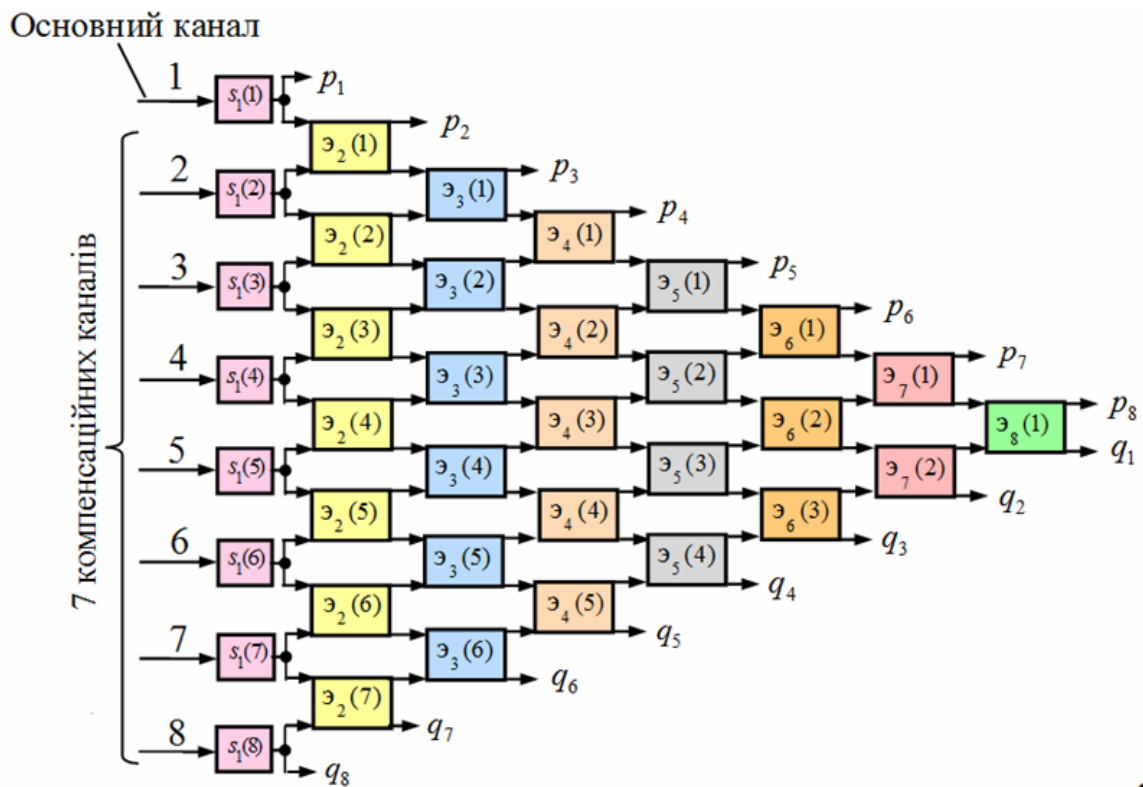 Основний канал
1
s₁(1)
p₁
э₂(1)
p₂
2
s₁(2)
э₃(1)
p₃
э₂(2)
э₄(1)
p₄
3
s₁(3)
э₃(2)
э₅(1)
p₅
э₂(3)
э₄(2)
э₆(1)
p₆
4
s₁(4)
э₃(3)
э₅(2)
э₇(1)
p₇
э₂(4)
э₄(3)
э₆(2)
э₈(1)
p₈
q₁
5
s₁(5)
э₃(4)
э₅(3)
э₇(2)
q₂
э₂(5)
э₄(4)
э₆(3)
q₃
6
s₁(6)
э₃(5)
э₅(4)
q₄
э₂(6)
э₄(5)
q₅
7
s₁(7)
э₃(6)
q₆
э₂(7)
q₇
8
s₁(8)
q₈
7 компенсаційних каналів